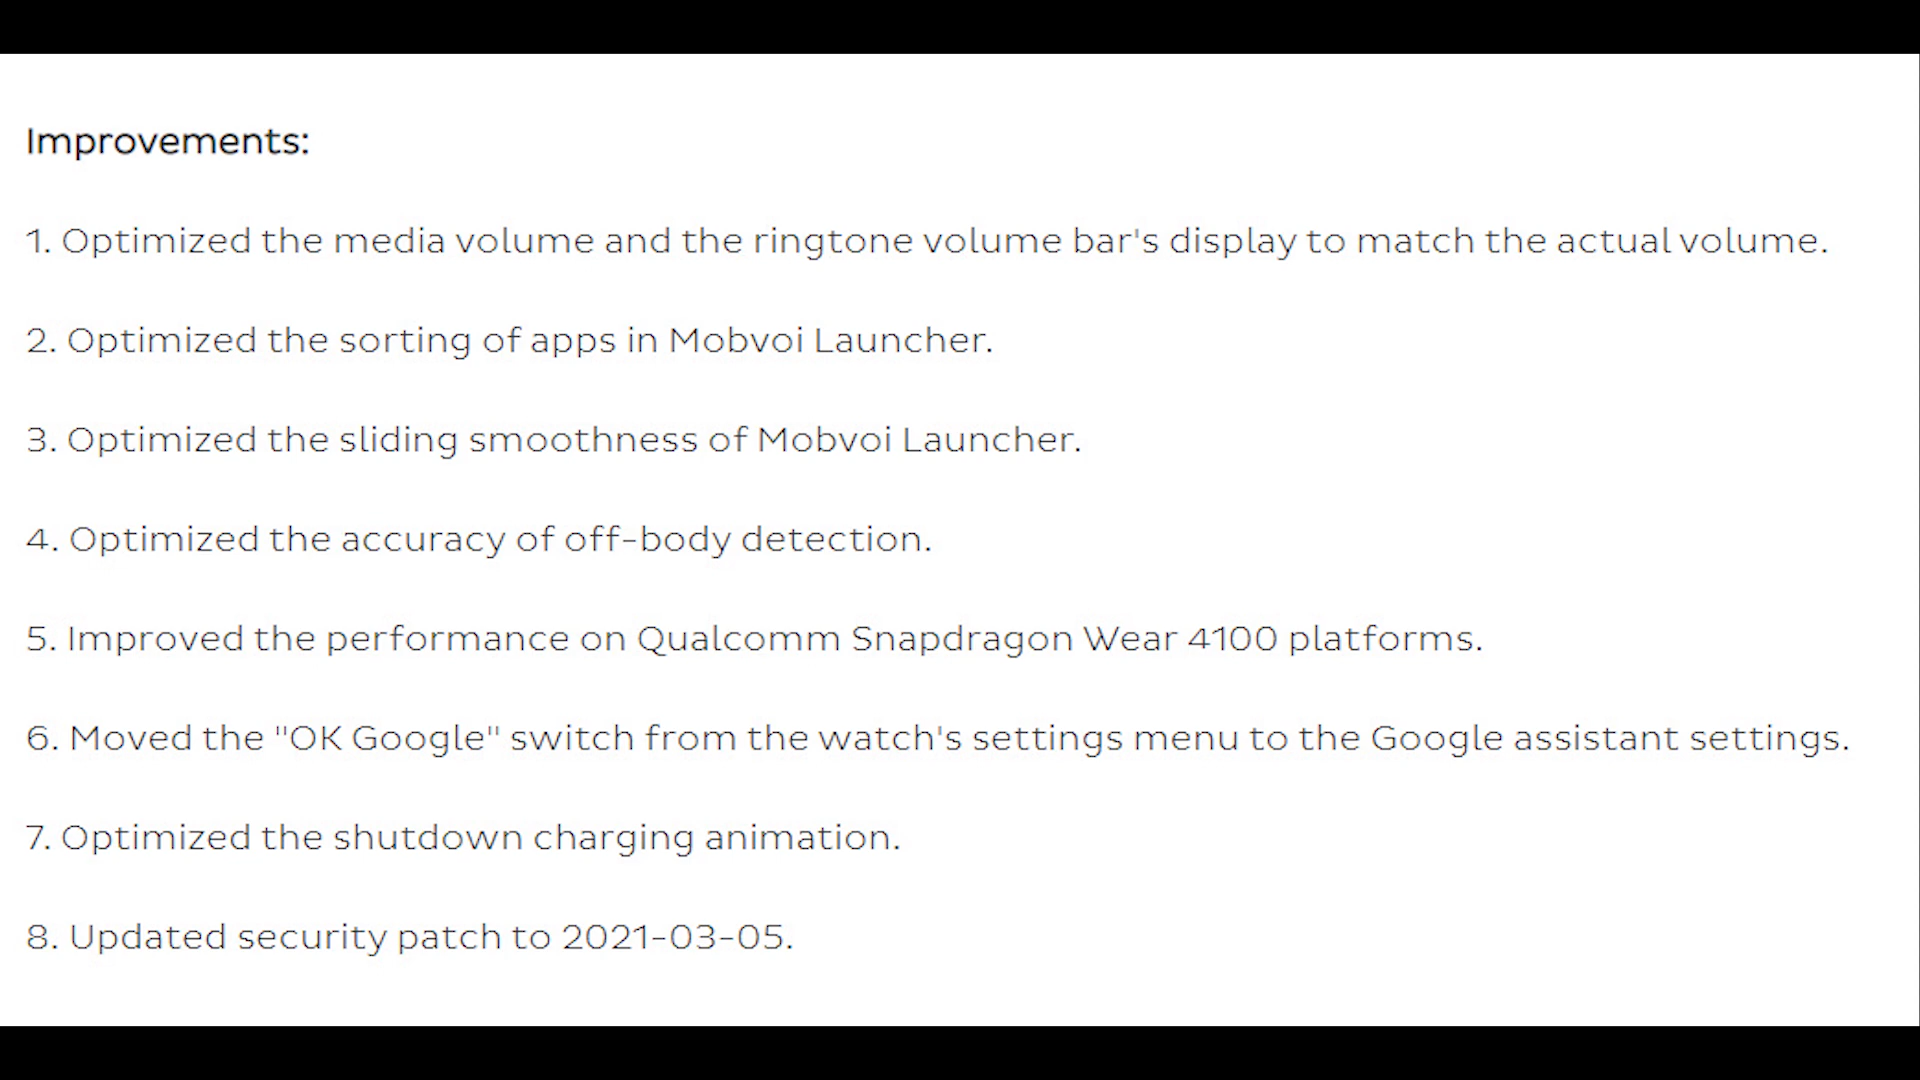 Improvements:
1. Optimized the media volume and the ringtone volume bar's display to match the actual volume.
2. Optimized the sorting of apps in Mobvoi Launcher.
3. Optimized the sliding smoothness of Mobvoi Launcher.
4. Optimized the accuracy of off-body detection.
5. Improved the performance on Qualcomm Snapdragon Wear 4100 platforms.
6. Moved the "OK Google" switch from the watch's settings menu to the Google assistant settings.
7. Optimized the shutdown charging animation.
8. Updated security patch to 2021-03-05.